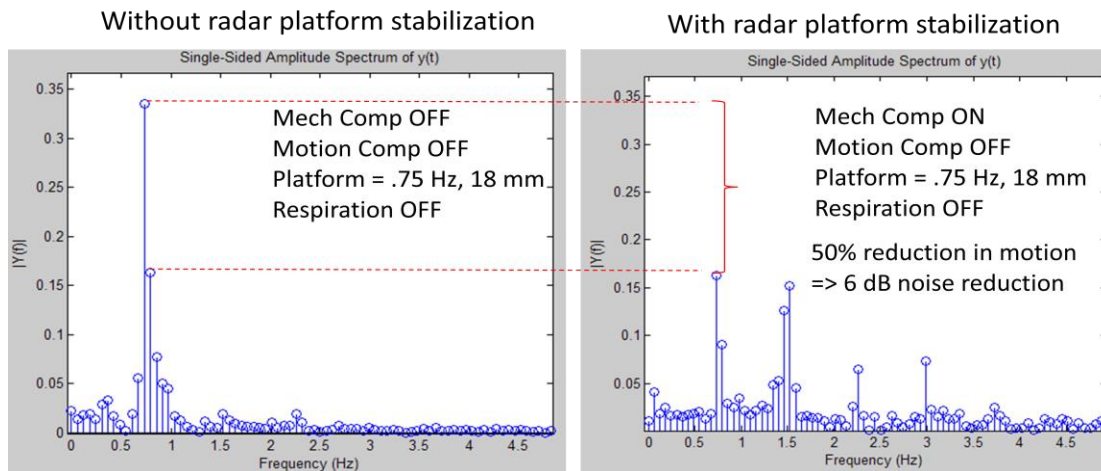 Without radar platform stabilization
Single-Sided Amplitude Spectrum of y(t)
0.35
0.3
0.25
0.2
0.15
0.1
0.05
0
|Y(f)|
Mech Comp OFF
Motion Comp OFF
Platform = .75 Hz, 18 mm
Respiration OFF
0 0.5 1 1.5 2 2.5 3 3.5 4 4.5
Frequency (Hz)
With radar platform stabilization
Single-Sided Amplitude Spectrum of y(t)
0.35
0.3
0.25
0.2
0.15
0.1
0.05
0
|Y(f)|
Mech Comp ON
Motion Comp OFF
Platform = .75 Hz, 18 mm
Respiration OFF
50% reduction in motion
=> 6 dB noise reduction
0 0.5 1 1.5 2 2.5 3 3.5 4 4.5
Frequency (Hz)